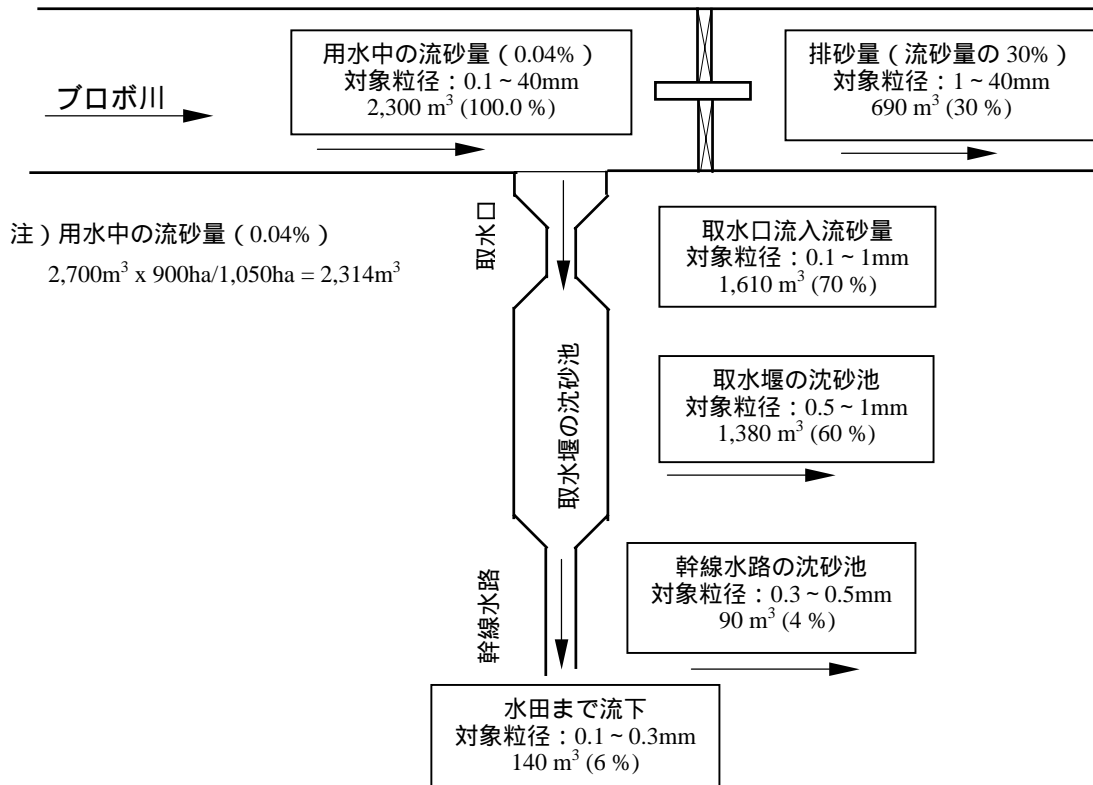 用水中の流砂量（0.04%）
対象粒径：0.1～40mm
2,300 m³ (100.0 %)
排砂量（流砂量の 30%）
対象粒径：1～40mm
690 m³ (30 %)
ブロボ川
注）用水中の流砂量（0.04%）
2,700m³ x 900ha/1,050ha = 2,314m³
取水口
取水口流入流砂量
対象粒径：0.1～1mm
1,610 m³ (70 %)
取水堰の沈砂池
取水堰の沈砂池
対象粒径：0.5～1mm
1,380 m³ (60 %)
幹線水路
幹線水路の沈砂池
対象粒径：0.3～0.5mm
90 m³ (4 %)
水田まで流下
対象粒径：0.1～0.3mm
140 m³ (6 %)